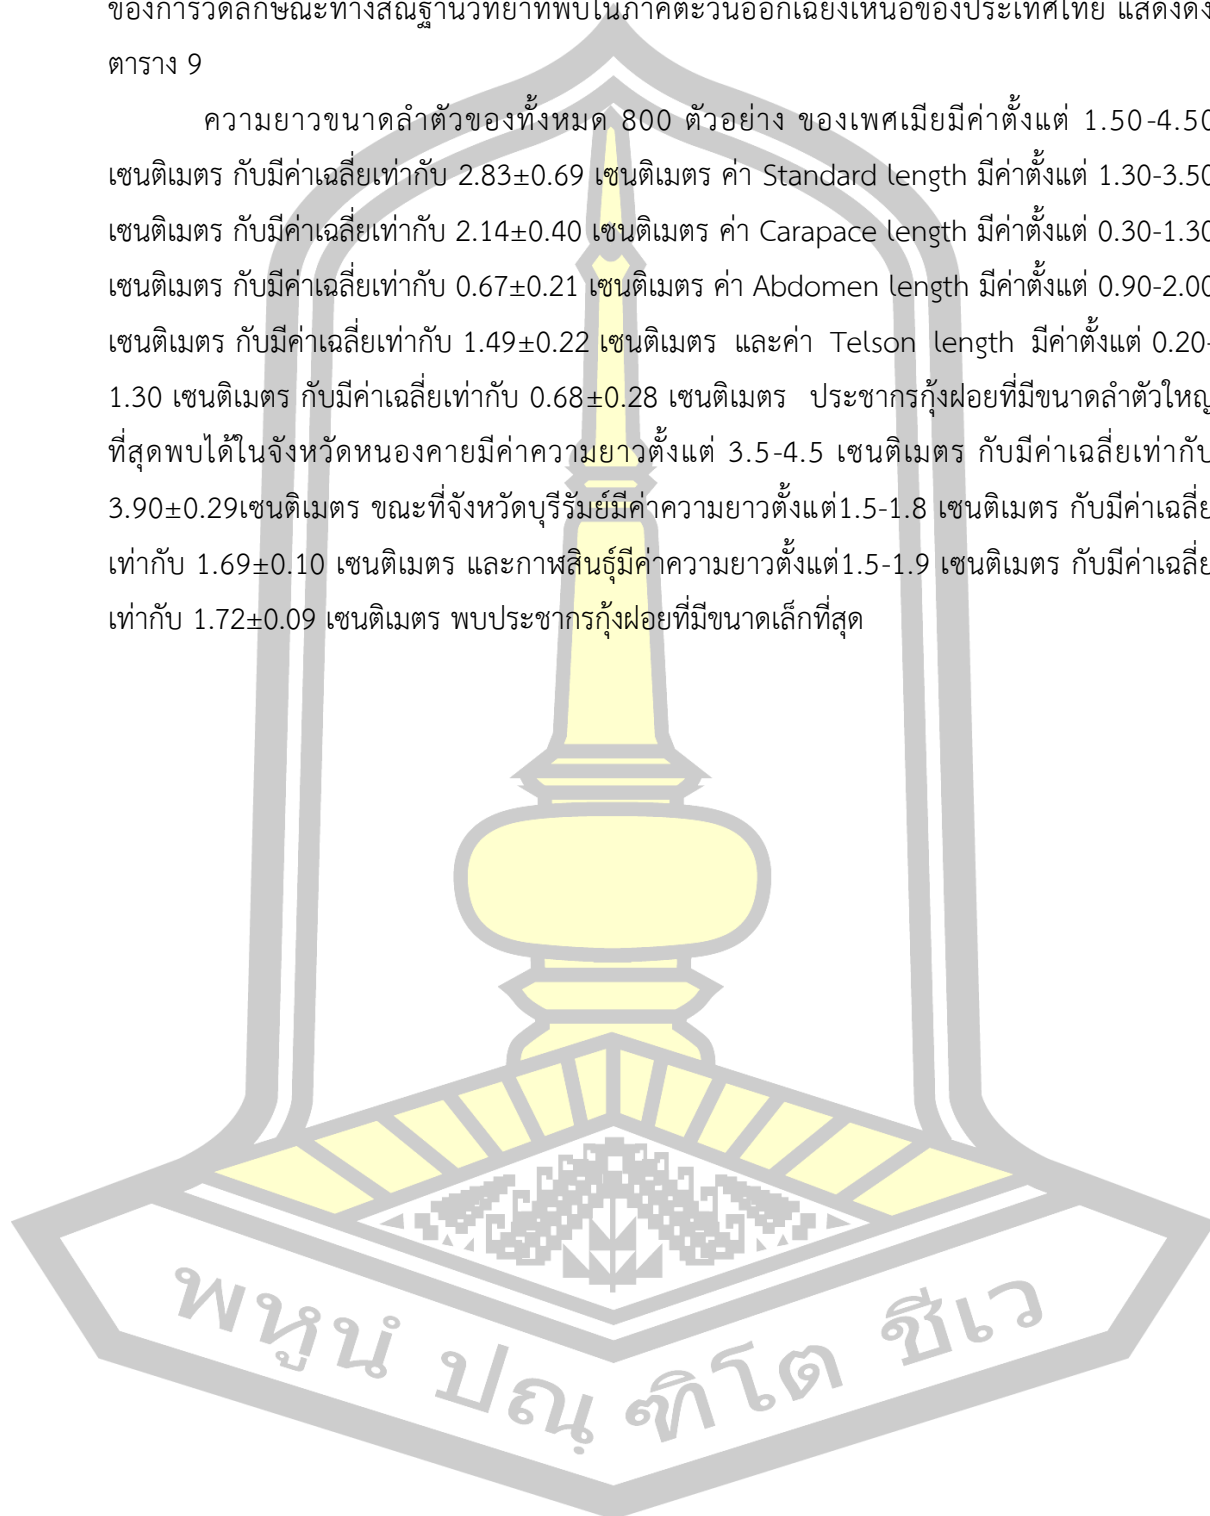 ของการวัดลักษณะทางสัณฐานวิทยาที่พบในภาคตะวันออกเฉียงเหนือของประเทศไทย แสดงดัง
ตาราง 9
ความยาวขนาดลำตัวของทั้งหมด 800 ตัวอย่าง ของเพศเมียมีค่าตั้งแต่ 1.50-4.50
เซนติเมตร กับมีค่าเฉลี่ยเท่ากับ 2.83±0.69 เซนติเมตร ค่า Standard length มีค่าตั้งแต่ 1.30-3.50
เซนติเมตร กับมีค่าเฉลี่ยเท่ากับ 2.14±0.40 เซนติเมตร ค่า Carapace length มีค่าตั้งแต่ 0.30-1.30
เซนติเมตร กับมีค่าเฉลี่ยเท่ากับ 0.67±0.21 เซนติเมตร ค่า Abdomen length มีค่าตั้งแต่ 0.90-2.00
เซนติเมตร กับมีค่าเฉลี่ยเท่ากับ 1.49±0.22 เซนติเมตร และค่า Telson length มีค่าตั้งแต่ 0.20-
1.30 เซนติเมตร กับมีค่าเฉลี่ยเท่ากับ 0.68±0.28 เซนติเมตร ประชากรกุ้งฝอยที่มีขนาดลำตัวใหญ่
ที่สุดพบได้ในจังหวัดหนองคายมีค่าความยาวตั้งแต่ 3.5-4.5 เซนติเมตร กับมีค่าเฉลี่ยเท่ากับ
3.90±0.29เซนติเมตร ขณะที่จังหวัดบุรีรัมย์มีค่าความยาวตั้งแต่1.5-1.8 เซนติเมตร กับมีค่าเฉลี่ย
เท่ากับ 1.69±0.10 เซนติเมตร และกาฬสินธุ์มีค่าความยาวตั้งแต่1.5-1.9 เซนติเมตร กับมีค่าเฉลี่ย
เท่ากับ 1.72±0.09 เซนติเมตร พบประชากรกุ้งฝอยที่มีขนาดเล็กที่สุด
พหูนํ ปณฺฑิโต ชีเว